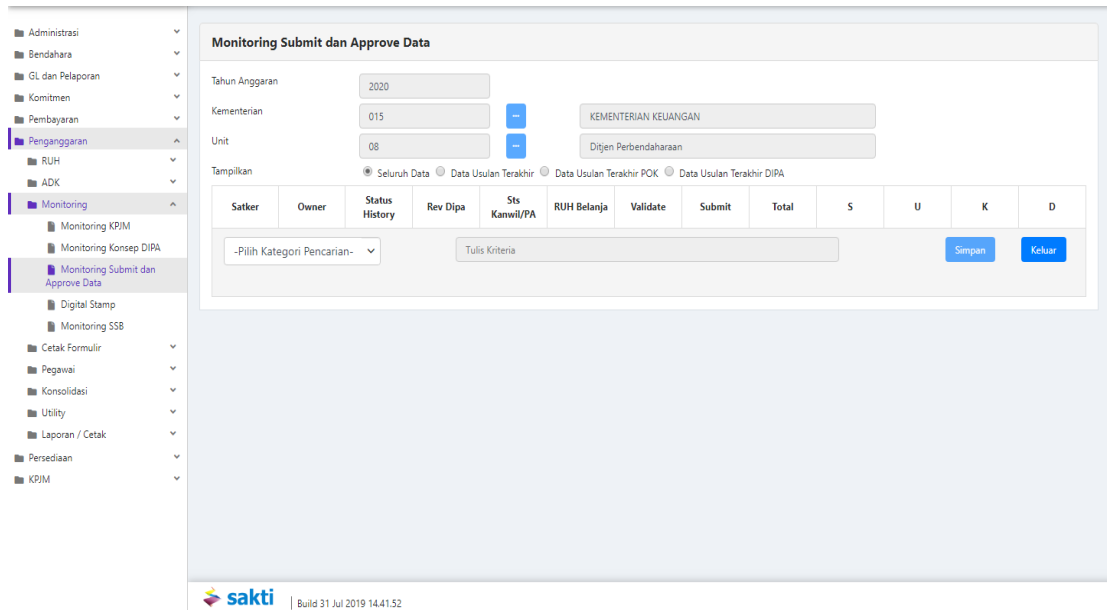 Administrasi
Bendahara
GL dan Pelaporan
Komitmen
Pembayaran
Penganggaran
RUH
ADK
Monitoring
Monitoring KPJM
Monitoring Konsep DIPA
Monitoring Submit dan
Approve Data
Digital Stamp
Monitoring SSB
Cetak Formulir
Pegawai
Konsolidasi
Utility
Laporan / Cetak
Persediaan
KPJM
Monitoring Submit dan Approve Data
Tahun Anggaran 2020
Kementerian 015 ... KEMENTERIAN KEUANGAN
Unit 08 ... Ditjen Perbendaharaan
Tampilkan Seluruh Data Data Usulan Terakhir Data Usulan Terakhir POK Data Usulan Terakhir DIPA
Satker Owner Status History Rev Dipa Sts Kanwil/PA RUH Belanja Validate Submit Total S U K D
-Pilih Kategori Pencarian- Tulis Kriteria Simpan Keluar
sakti Build 31 Jul 2019 14.41.52